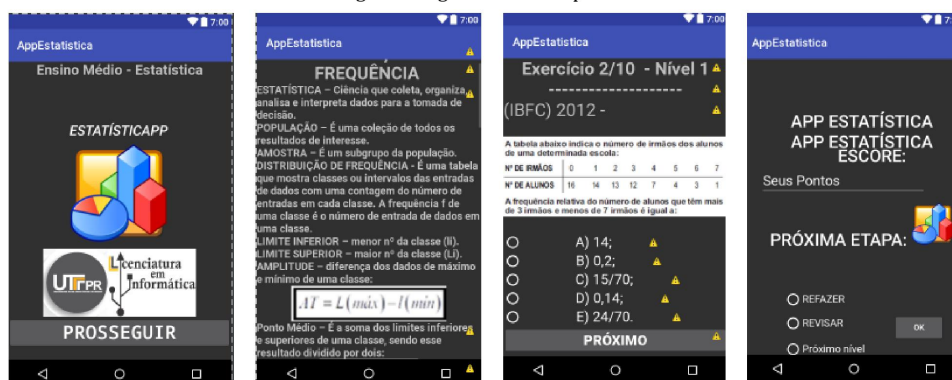 7:00
AppEstatistica
Ensino Médio - Estatística
ESTATÍSTICAPP
UTFPR
Licenciatura
em
Informática
PROSSEGUIR
7:00
AppEstatistica
FREQUÊNCIA
ESTATÍSTICA – Ciência que coleta, organiza,
analisa e interpreta dados para a tomada de
decisão.
POPULAÇÃO – É uma coleção de todos os
resultados de interesse.
AMOSTRA – É um subgrupo da população.
DISTRIBUIÇÃO DE FREQUÊNCIA - É uma tabela
que mostra classes ou intervalos das entradas
de dados com uma contagem do número de
entradas em cada classe. A frequência f de
uma classe é o número de entrada de dados em
uma classe.
LIMITE INFERIOR – menor nº da classe (li).
LIMITE SUPERIOR – maior nº da classe (Li).
AMPLITUDE – diferença dos dados de máximo
e mínimo de uma classe:
AT = L(máx) – l(mín)
Ponto Médio – É a soma dos limites inferiores
e superiores de uma classe, sendo esse
resultado dividido por dois:
7:00
AppEstatistica
Exercício 2/10 - Nível 1
--------------------
(IBFC) 2012 -
A tabela abaixo indica o número de irmãos dos alunos
de uma determinada escola:
Nº DE IRMÃOS 0 1 2 3 4 5 6 7
Nº DE ALUNOS 16 14 13 12 7 4 3 1
A frequência relativa do número de alunos que têm mais
de 3 irmãos e menos de 7 irmãos é igual a:
A) 14;
B) 0,2;
C) 15/70;
D) 0,14;
E) 24/70.
PRÓXIMO
AppEstatistica
APP ESTATÍSTICA
APP ESTATÍSTICA
ESCORE:
Seus Pontos
PRÓXIMA ETAPA:
REFAZER
REVISAR
OK
Próximo nível